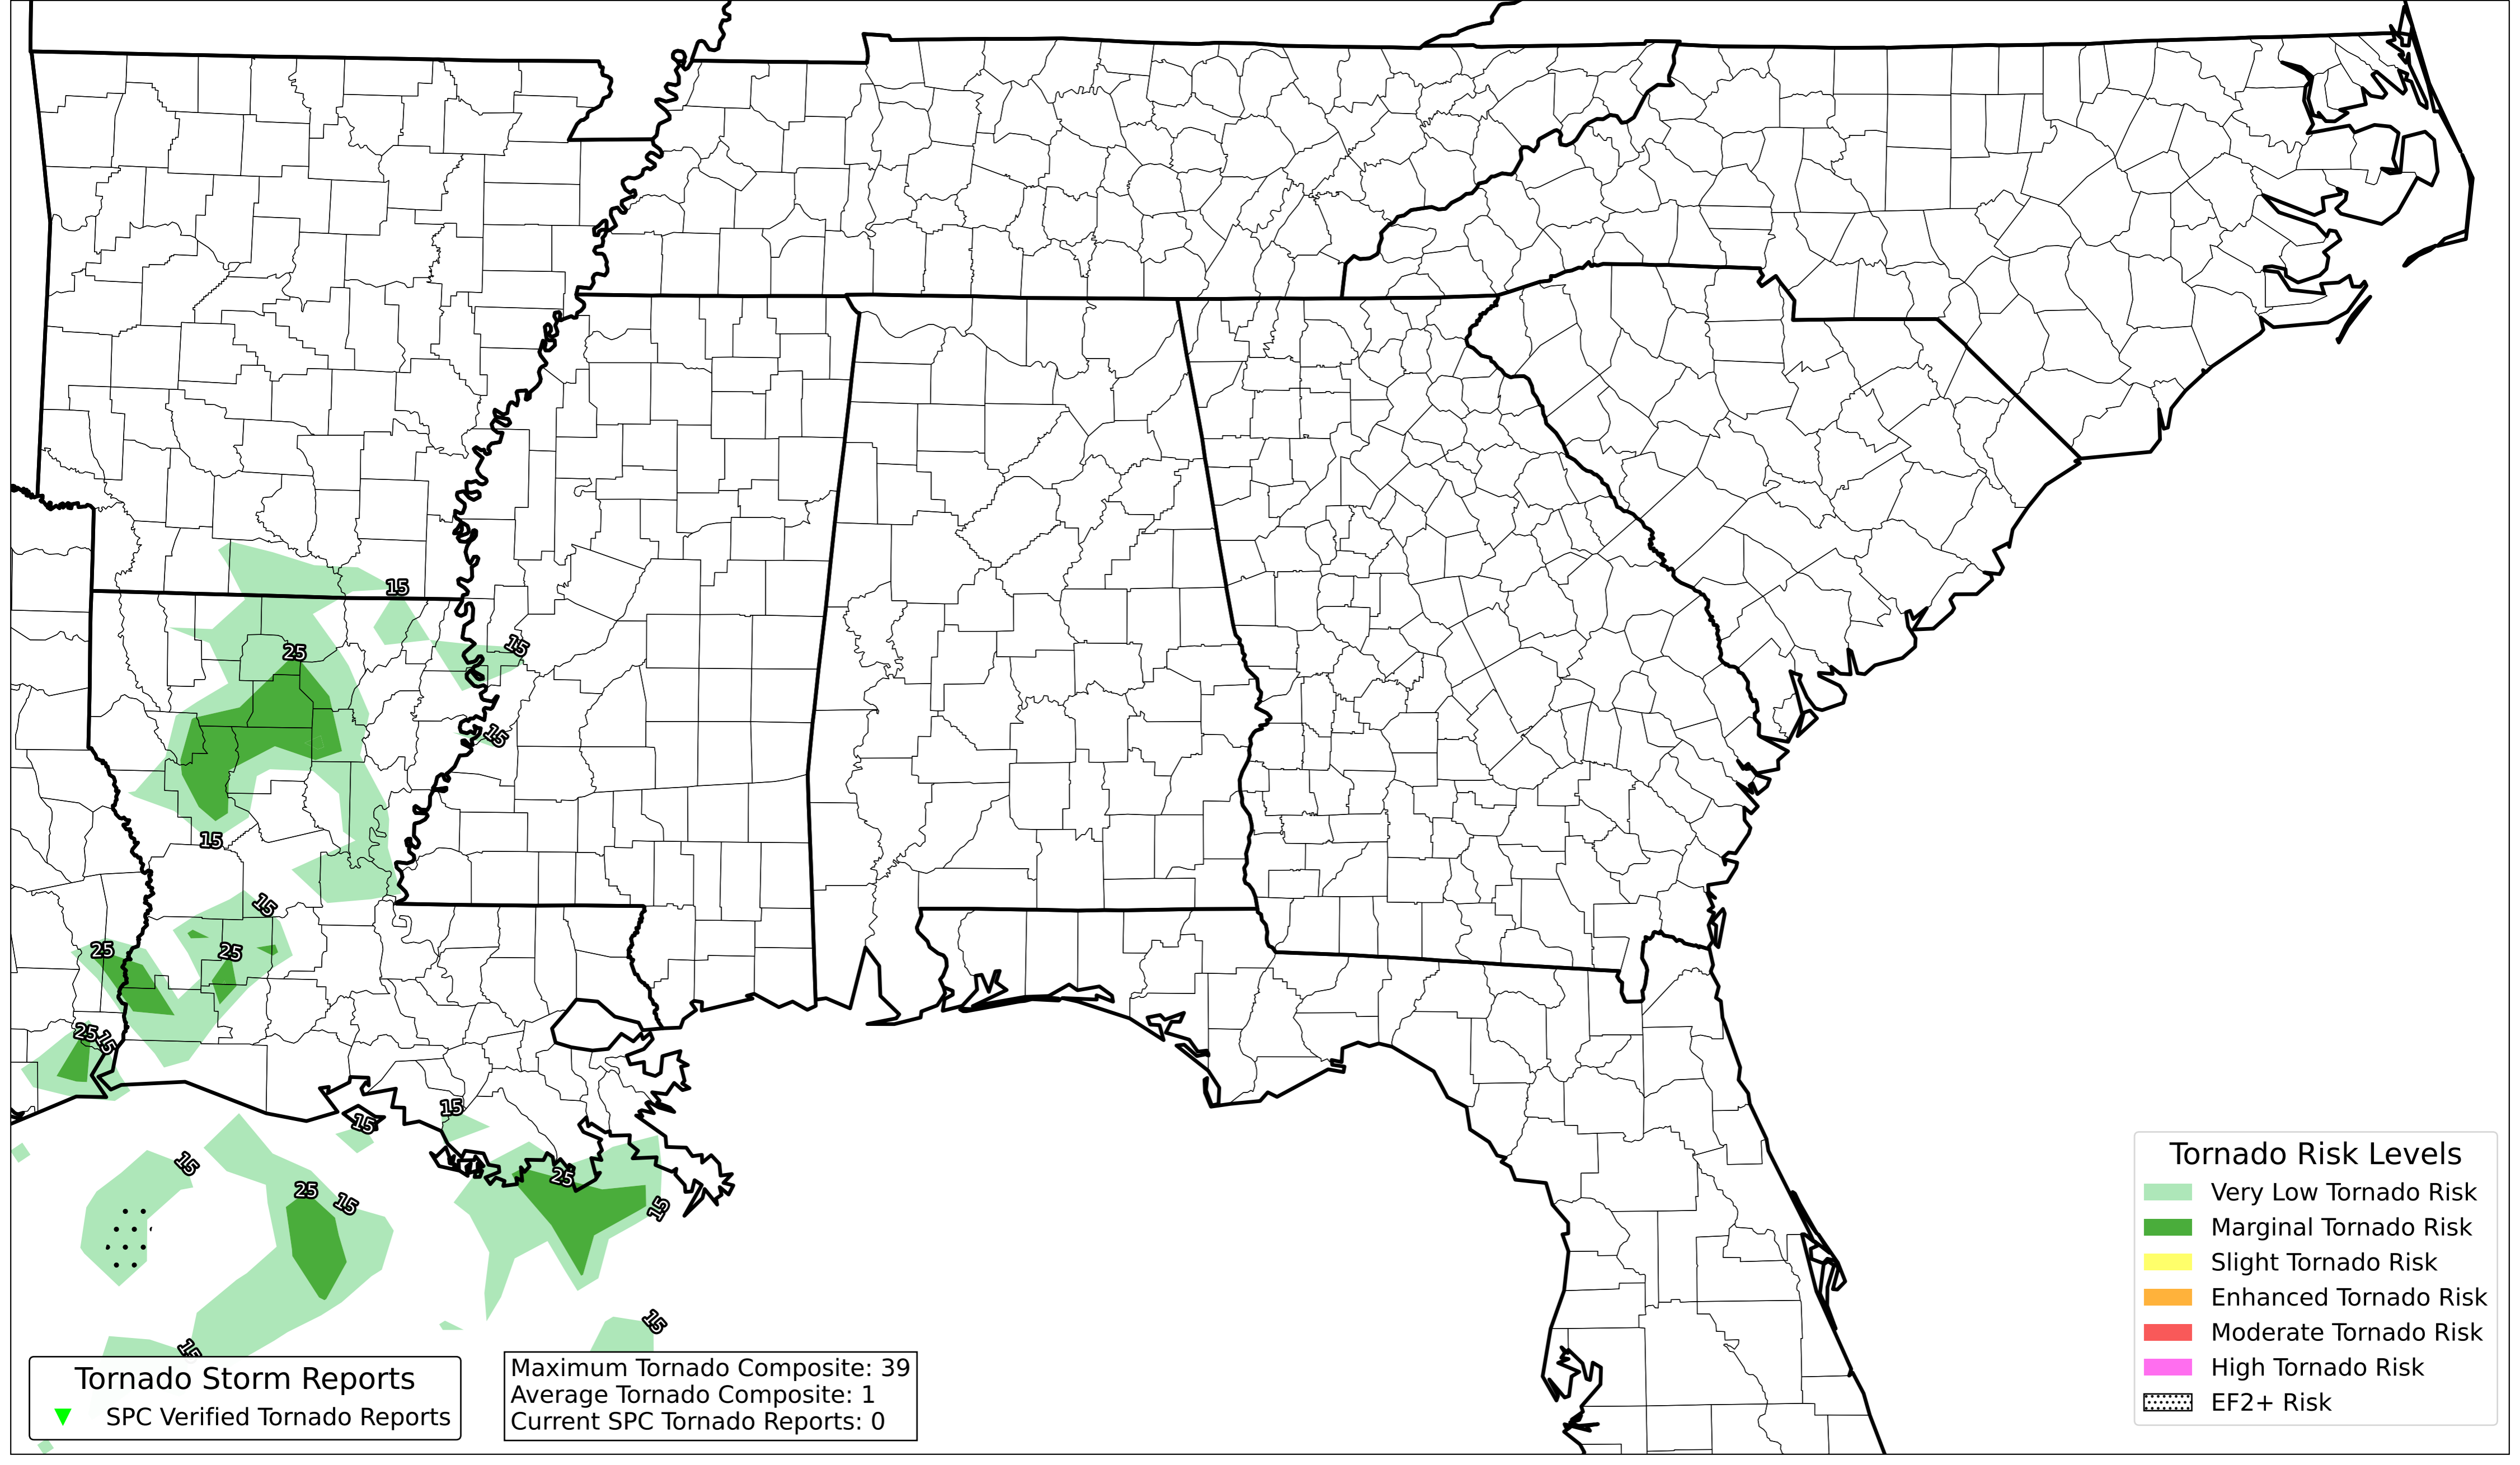 15
15
25
15
15
15
25
25
25
15
15
15
15
25
15
25
15
15
15
Tornado Storm Reports
SPC Verified Tornado Reports
Maximum Tornado Composite: 39
Average Tornado Composite: 1
Current SPC Tornado Reports: 0
Tornado Risk Levels
Very Low Tornado Risk
Marginal Tornado Risk
Slight Tornado Risk
Enhanced Tornado Risk
Moderate Tornado Risk
High Tornado Risk
EF2+ Risk